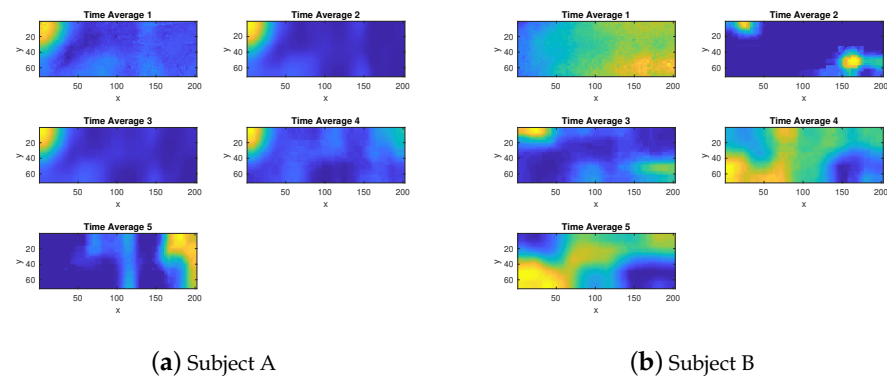 Time Average 1
y
20
40
60
50 100 150 200
x
Time Average 2
y
20
40
60
50 100 150 200
x
Time Average 3
y
20
40
60
50 100 150 200
x
Time Average 4
y
20
40
60
50 100 150 200
x
Time Average 5
y
20
40
60
50 100 150 200
x
(a) Subject A
Time Average 1
y
20
40
60
50 100 150 200
x
Time Average 2
y
20
40
60
50 100 150 200
x
Time Average 3
y
20
40
60
50 100 150 200
x
Time Average 4
y
20
40
60
50 100 150 200
x
Time Average 5
y
20
40
60
50 100 150 200
x
(b) Subject B